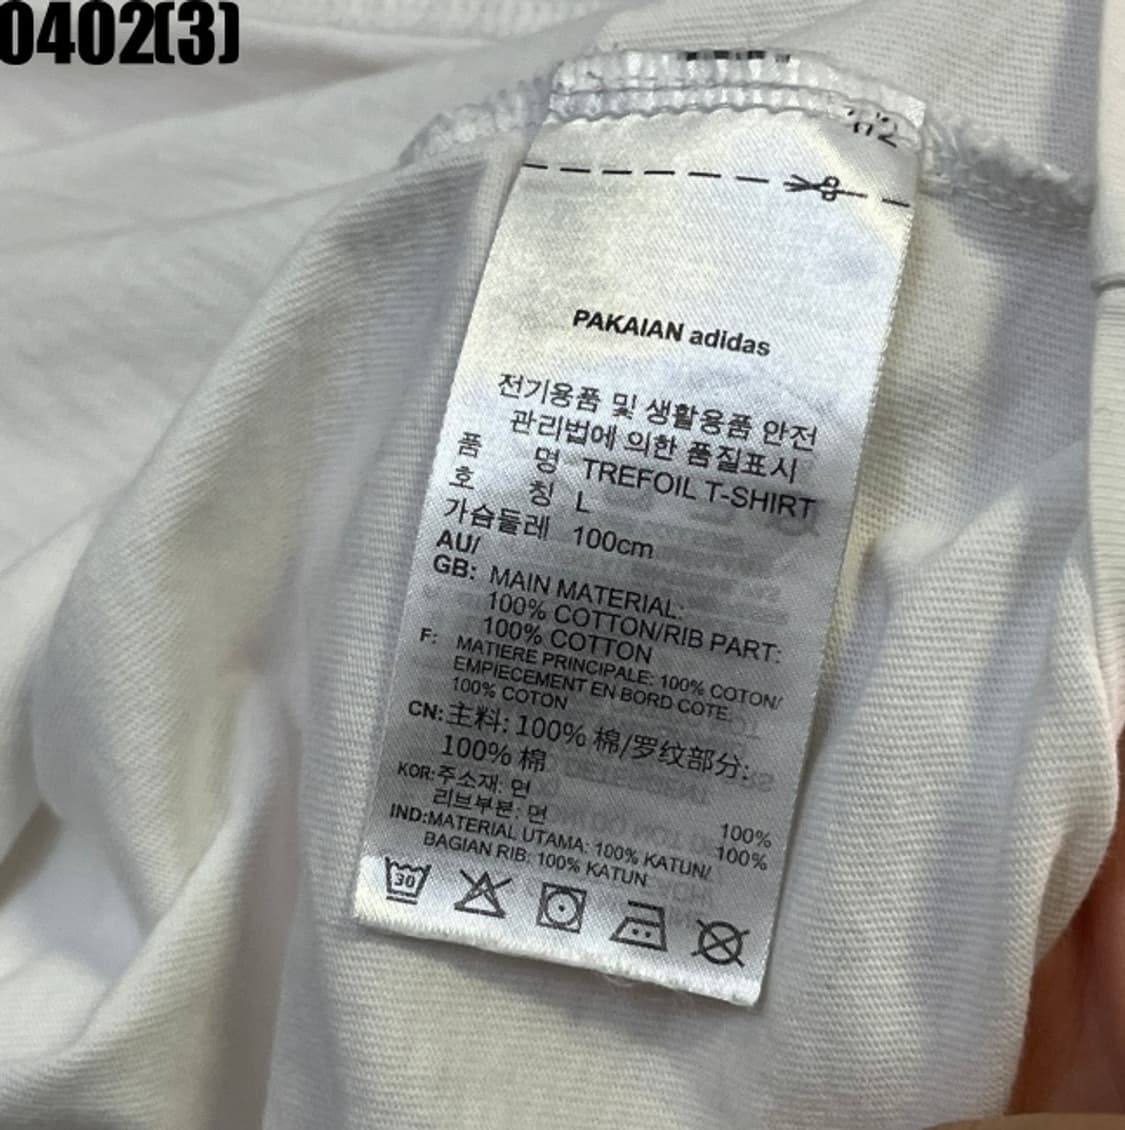 0402(3)
PAKAIAN adidas
전기용품 및 생활용품 안전
관리법에 의한 품질표시
품 명 TREFOIL T-SHIRT
호 칭 L
가슴둘레 100cm
AU/
GB: MAIN MATERIAL:
100% COTTON/RIB PART:
100% COTTON
F: MATIERE PRINCIPALE: 100% COTON/
EMPIECEMENT EN BORD COTE:
100% COTON
CN:主料: 100% 棉/罗纹部分:
100% 棉
KOR:주소재: 면 100%
리브부분: 면 100%
IND:MATERIAL UTAMA: 100% KATUN/
BAGIAN RIB: 100% KATUN
30